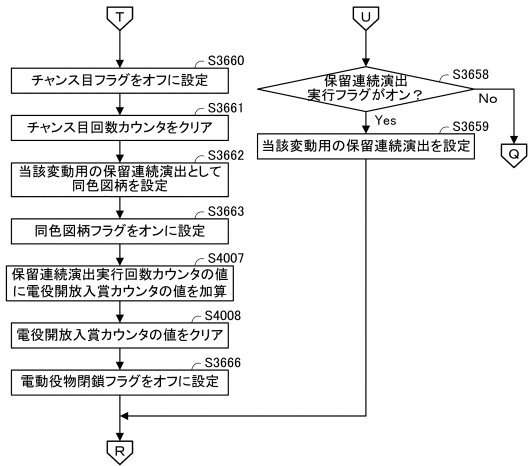 T
S3660
チャンス目フラグをオフに設定
S3661
チャンス目回数カウンタをクリア
S3662
当該変動用の保留連続演出として
同色図柄を設定
S3663
同色図柄フラグをオンに設定
S4007
保留連続演出実行回数カウンタの値
に電役開放入賞カウンタの値を加算
S4008
電役開放入賞カウンタの値をクリア
S3666
電動役物閉鎖フラグをオフに設定
R
U
S3658
保留連続演出
実行フラグがオン?
No
Yes
S3659
当該変動用の保留連続演出を設定
Q